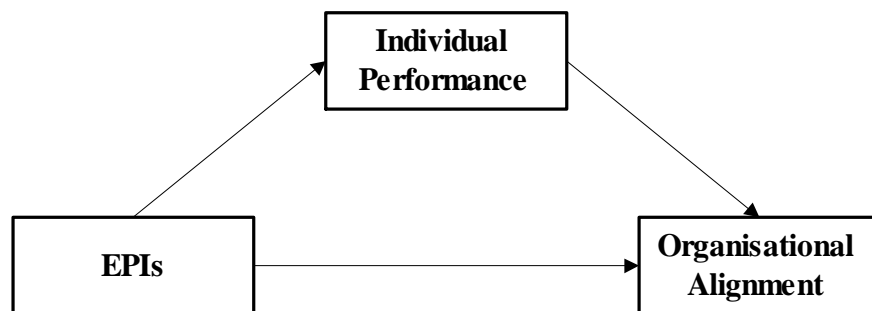 Individual
Performance
EPIs
Organisational
Alignment